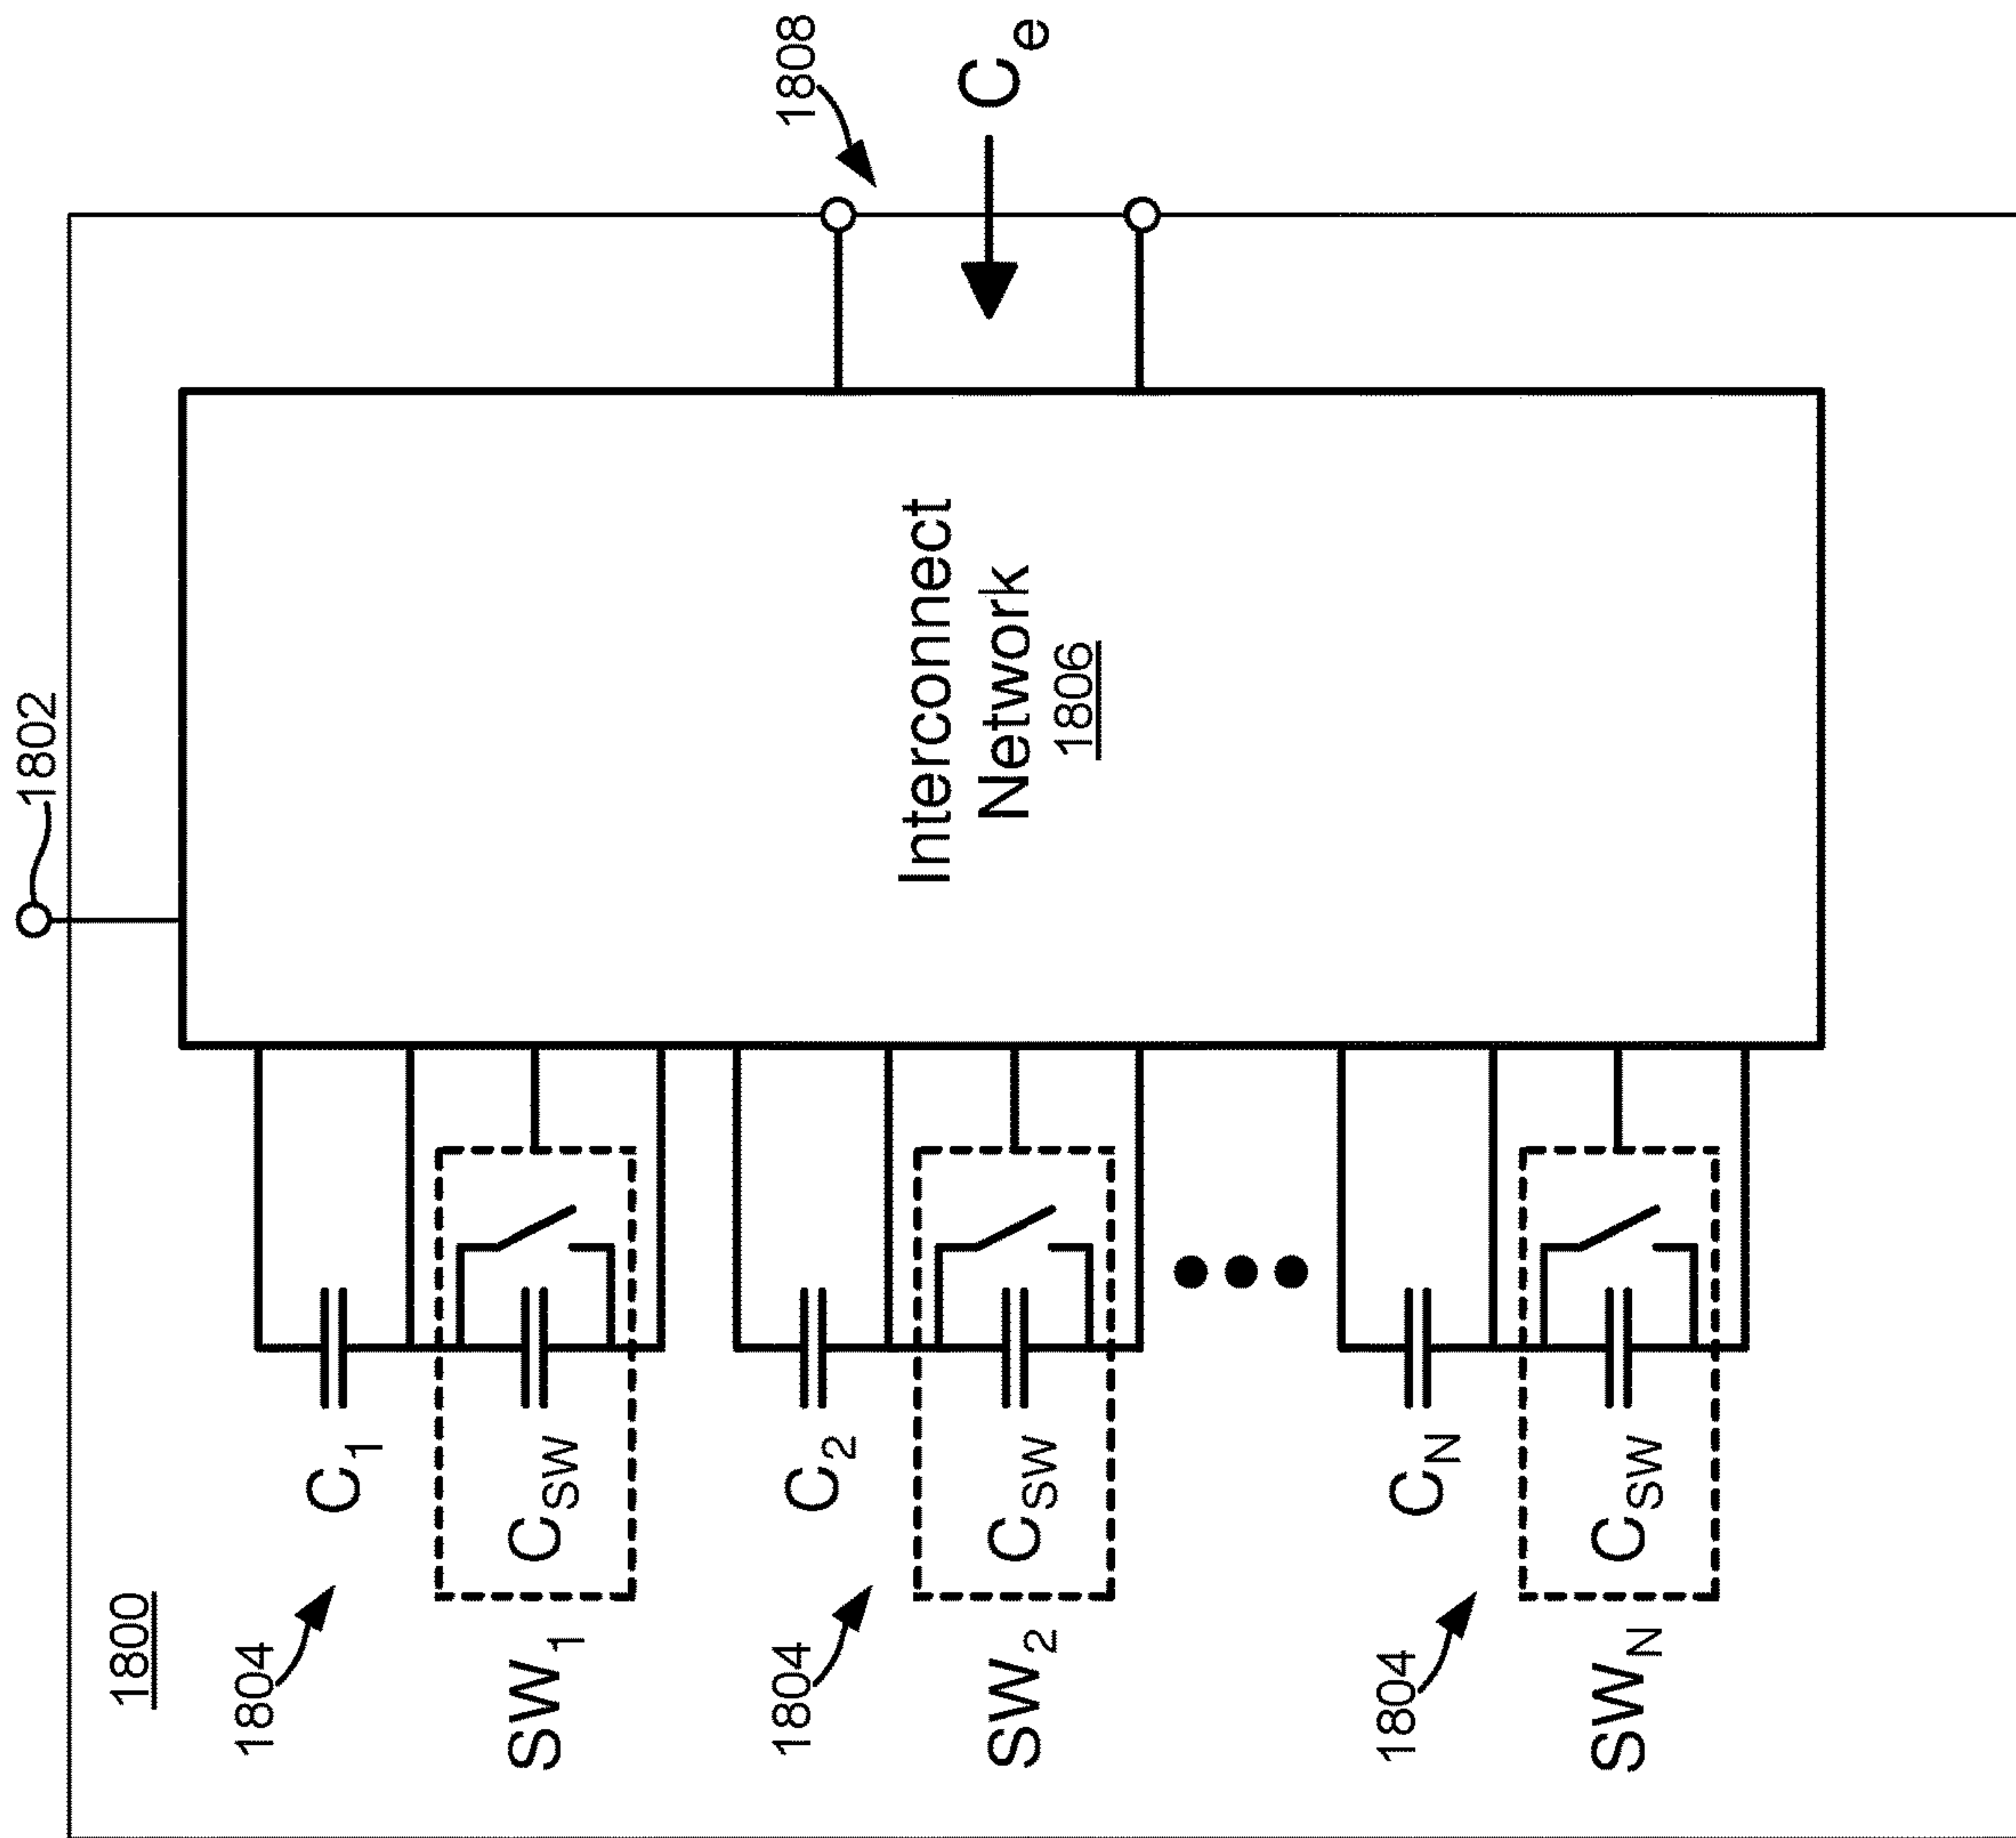 1800
1802
1804
C1
SW1
CSW
1804
C2
SW2
CSW
1804
CN
SWN
CSW
Interconnect
Network
1806
1808
Ce